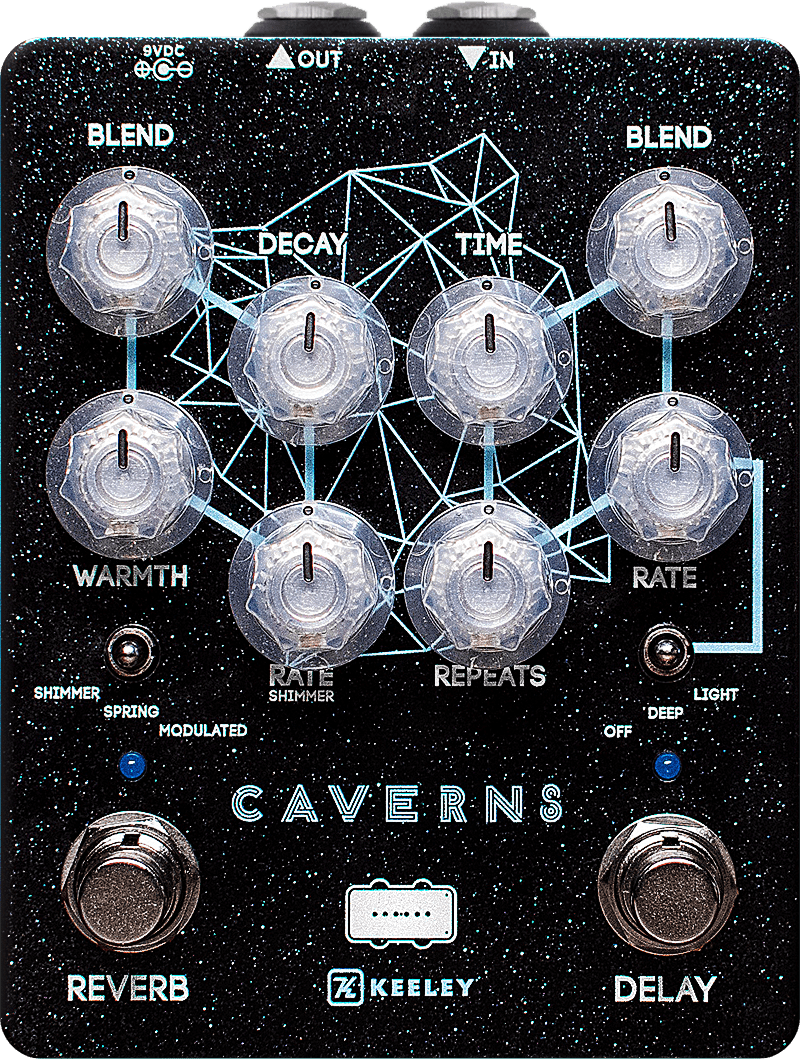 9VDC
OUT
IN
BLEND
BLEND
DECAY
TIME
WARMTH
RATE
RATE
SHIMMER
REPEATS
SHIMMER
SPRING
MODULATED
LIGHT
DEEP
OFF
CAVERNS
KEELEY
REVERB
DELAY